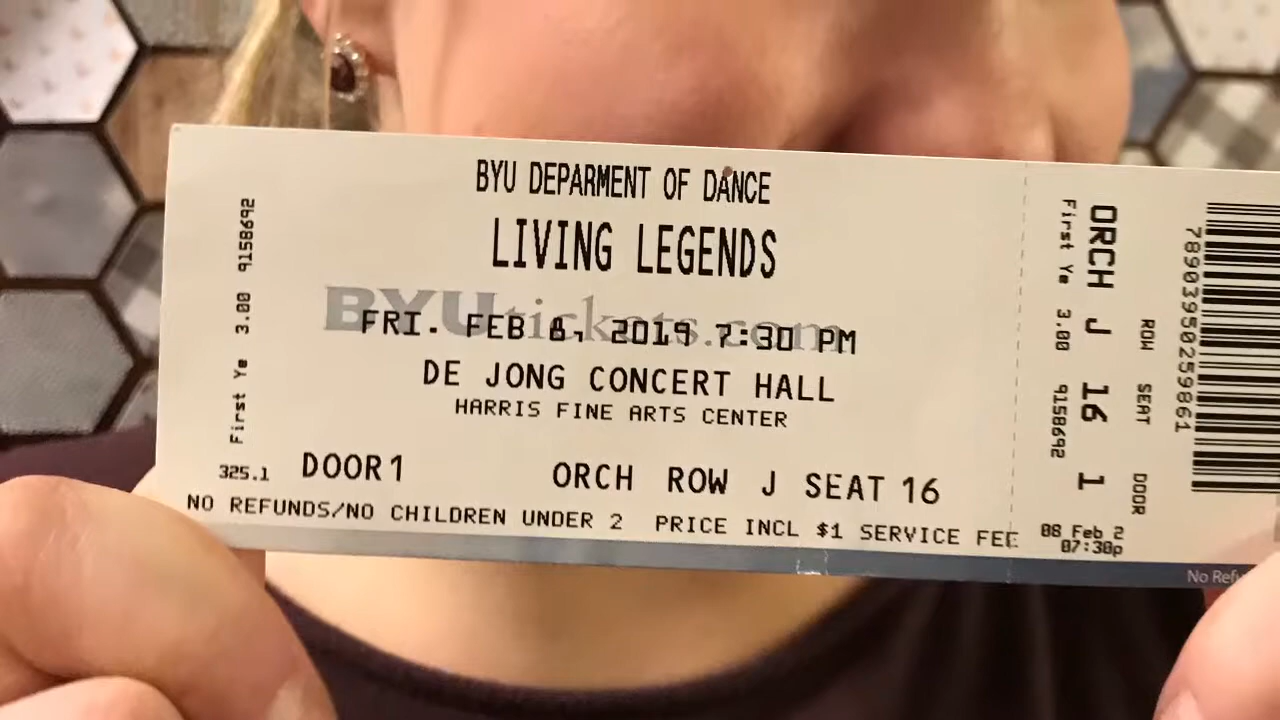 BYU DEPARMENT OF DANCE
LIVING LEGENDS
BYUtickets.com
FRI. FEB 8, 2019 7:30 PM
DE JONG CONCERT HALL
HARRIS FINE ARTS CENTER
325.1 DOOR1 ORCH ROW J SEAT 16
NO REFUNDS/NO CHILDREN UNDER 2 PRICE INCL $1 SERVICE FEE
First Ye 3.00 9158692
First Ye 3.00 9158692
ORCH J 16 1
ROW SEAT DOOR
08 Feb 2
07:30p
78903950259861
No Refu